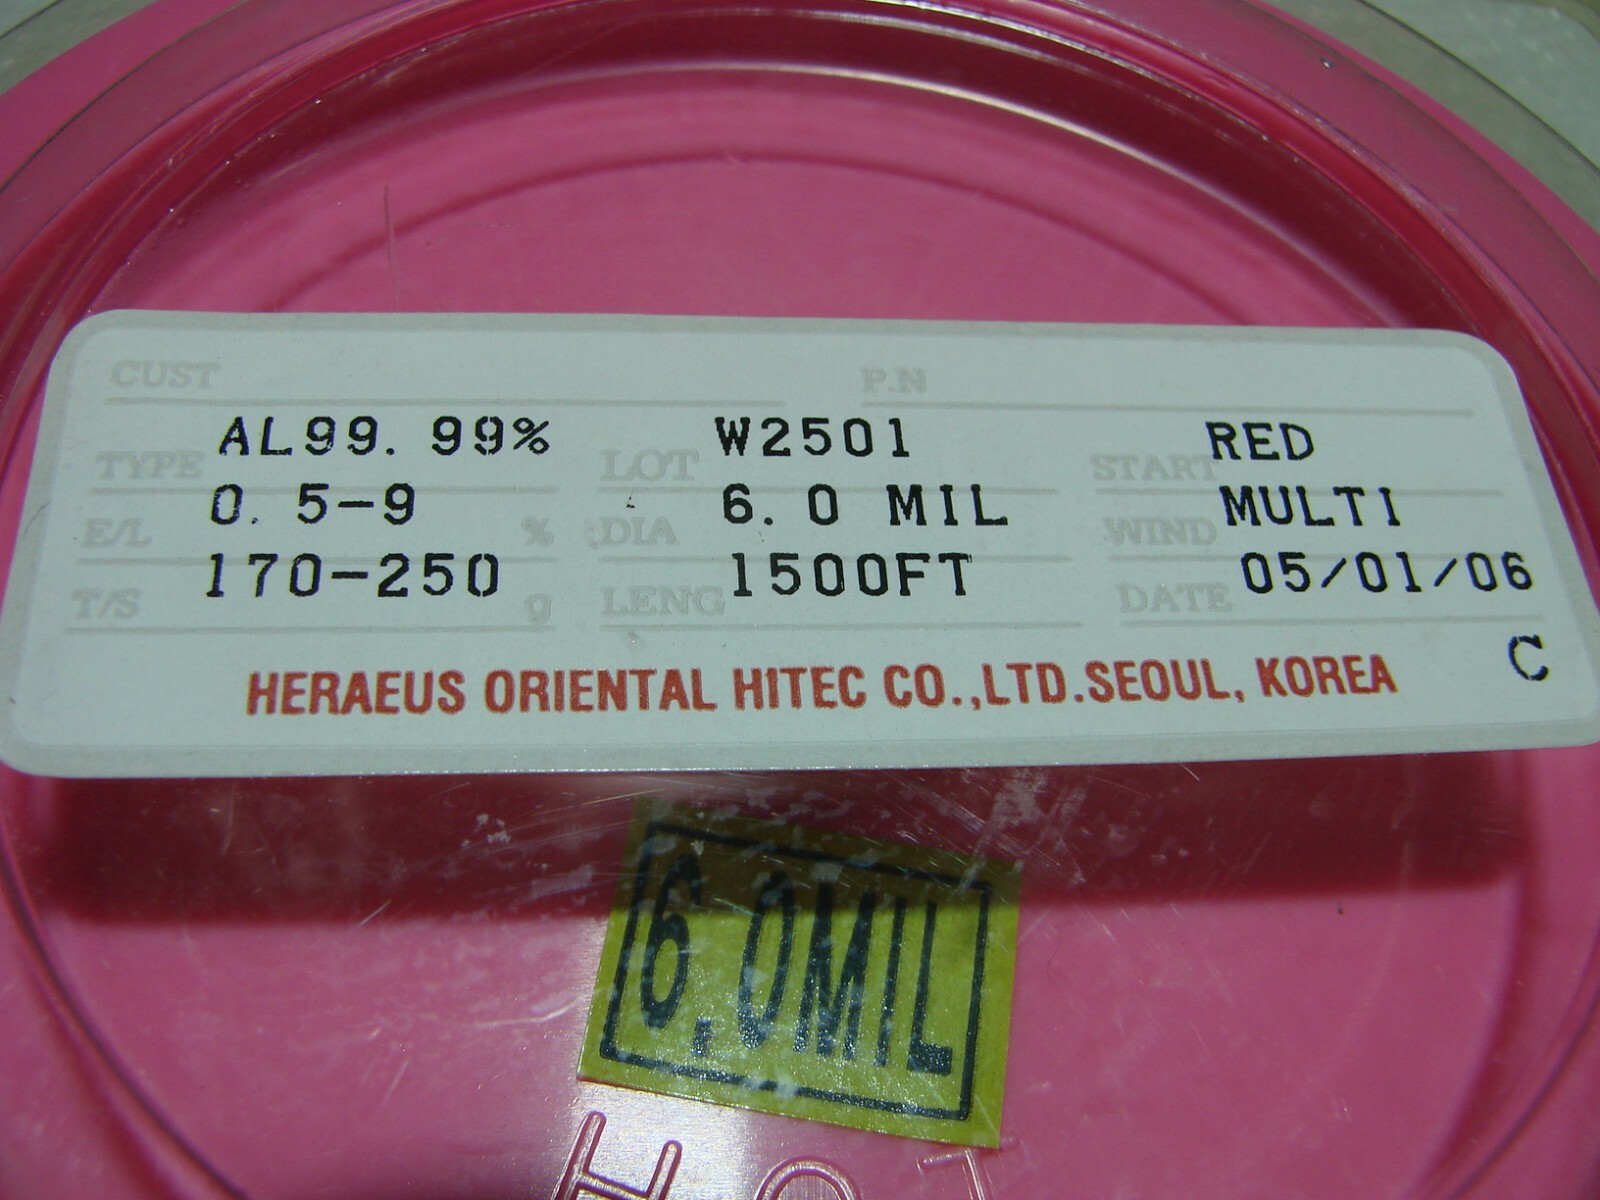 CUST P.N
TYPE AL99.99% LOT W2501 START RED
E/L 0.5-9 % DIA 6.0 MIL WIND MULTI
T/S 170-250 g LENG 1500FT DATE 05/01/06
C
HERAEUS ORIENTAL HITEC CO.,LTD.SEOUL, KOREA
6.0MIL